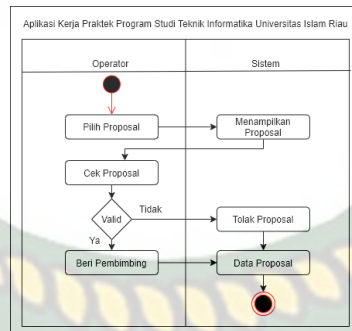 Aplikasi Kerja Praktek Program Studi Teknik Informatika Universitas Islam Riau
Operator
Sistem
Pilih Proposal
Menampilkan
Proposal
Cek Proposal
Valid
Tidak
Tolak Proposal
Ya
Beri Pembimbing
Data Proposal